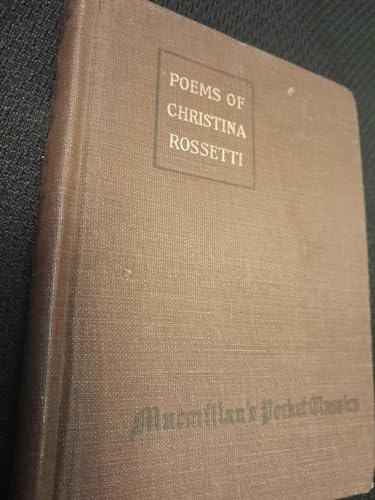 POEMS OF
CHRISTINA
ROSSETTI
Macmillan's Pocket Classics